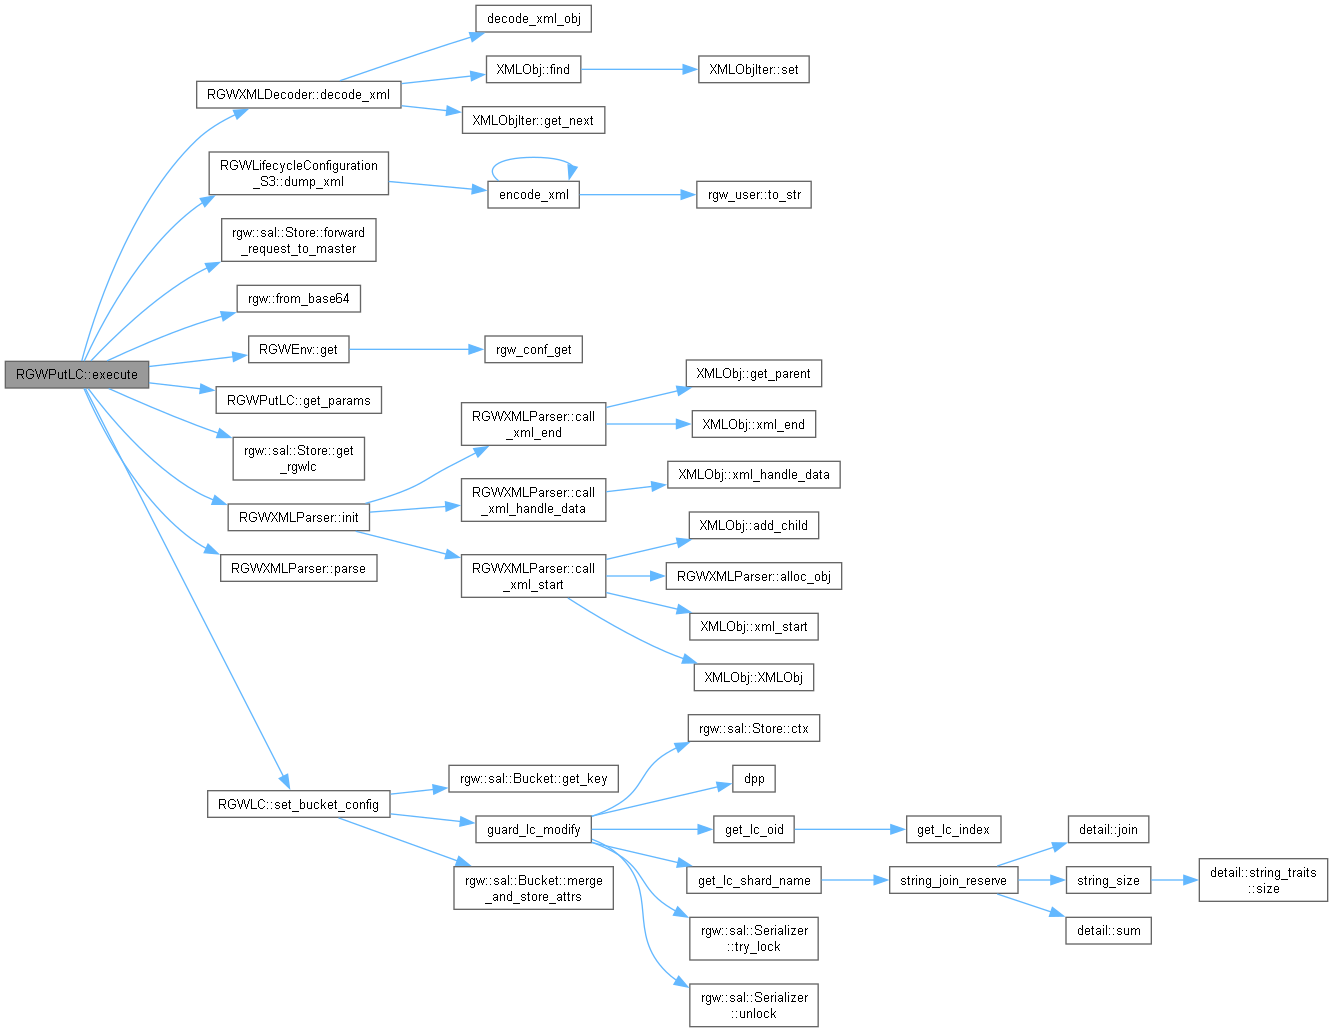 RGWPutLC::execute
RGWXMLDecoder::decode_xml
decode_xml_obj
XMLObj::find
XMLObjIter::set
XMLObjIter::get_next
RGWLifecycleConfiguration
_S3::dump_xml
encode_xml
rgw_user::to_str
rgw::sal::Store::forward
_request_to_master
rgw::from_base64
RGWEnv::get
rgw_conf_get
RGWPutLC::get_params
rgw::sal::Store::get
_rgwlc
RGWXMLParser::init
RGWXMLParser::call
_xml_end
XMLObj::get_parent
XMLObj::xml_end
RGWXMLParser::call
_xml_handle_data
XMLObj::xml_handle_data
RGWXMLParser::call
_xml_start
XMLObj::add_child
RGWXMLParser::alloc_obj
XMLObj::xml_start
XMLObj::XMLObj
RGWXMLParser::parse
RGWLC::set_bucket_config
rgw::sal::Bucket::get_key
guard_lc_modify
rgw::sal::Store::ctx
dpp
get_lc_oid
get_lc_index
get_lc_shard_name
string_join_reserve
detail::join
string_size
detail::string_traits
::size
detail::sum
rgw::sal::Serializer
::try_lock
rgw::sal::Serializer
::unlock
rgw::sal::Bucket::merge
_and_store_attrs